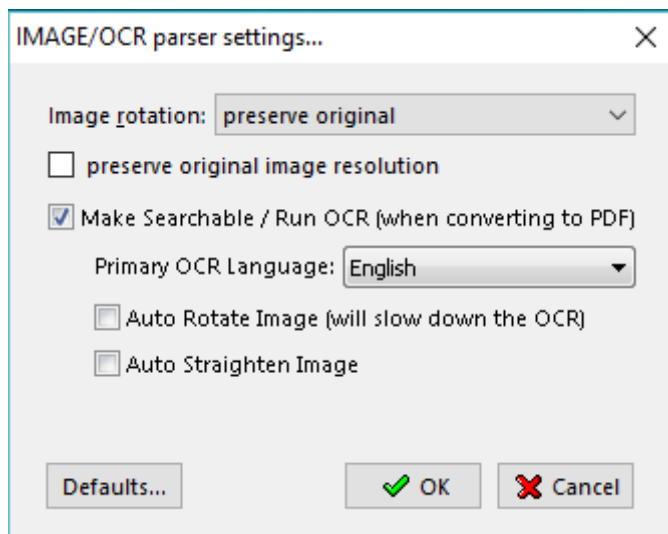 IMAGE/OCR parser settings...
Image rotation: preserve original
preserve original image resolution
Make Searchable / Run OCR (when converting to PDF)
Primary OCR Language: English
Auto Rotate Image (will slow down the OCR)
Auto Straighten Image
Defaults... OK Cancel